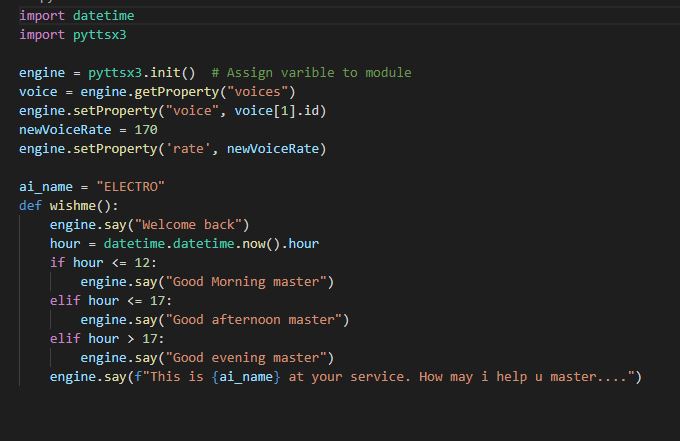 import datetime
import pyttsx3
engine = pyttsx3.init()  # Assign varible to module
voice = engine.getProperty("voices")
engine.setProperty("voice", voice[1].id)
newVoiceRate = 170
engine.setProperty('rate', newVoiceRate)
ai_name = "ELECTRO"
def wishme():
    engine.say("Welcome back")
    hour = datetime.datetime.now().hour
    if hour <= 12:
        engine.say("Good Morning master")
    elif hour <= 17:
        engine.say("Good afternoon master")
    elif hour > 17:
        engine.say("Good evening master")
    engine.say(f"This is {ai_name} at your service. How may i help u master....")